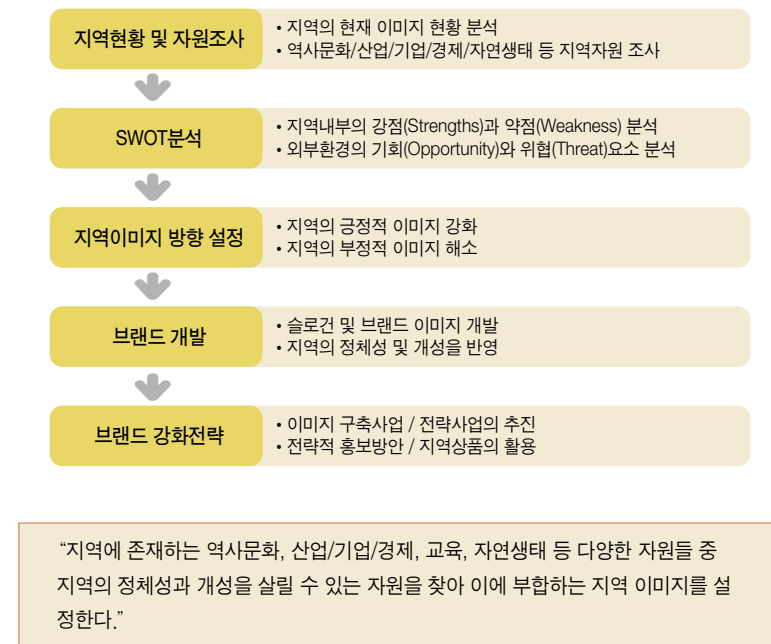 지역현황 및 자원조사
• 지역의 현재 이미지 현황 분석
• 역사문화/산업/기업/경제/자연생태 등 지역자원 조사
SWOT분석
• 지역내부의 강점(Strengths)과 약점(Weakness) 분석
• 외부환경의 기회(Opportunity)와 위협(Threat)요소 분석
지역이미지 방향 설정
• 지역의 긍정적 이미지 강화
• 지역의 부정적 이미지 해소
브랜드 개발
• 슬로건 및 브랜드 이미지 개발
• 지역의 정체성 및 개성을 반영
브랜드 강화전략
• 이미지 구축사업 / 전략사업의 추진
• 전략적 홍보방안 / 지역상품의 활용
“지역에 존재하는 역사문화, 산업/기업/경제, 교육, 자연생태 등 다양한 자원들 중
지역의 정체성과 개성을 살릴 수 있는 자원을 찾아 이에 부합하는 지역 이미지를 설
정한다.”